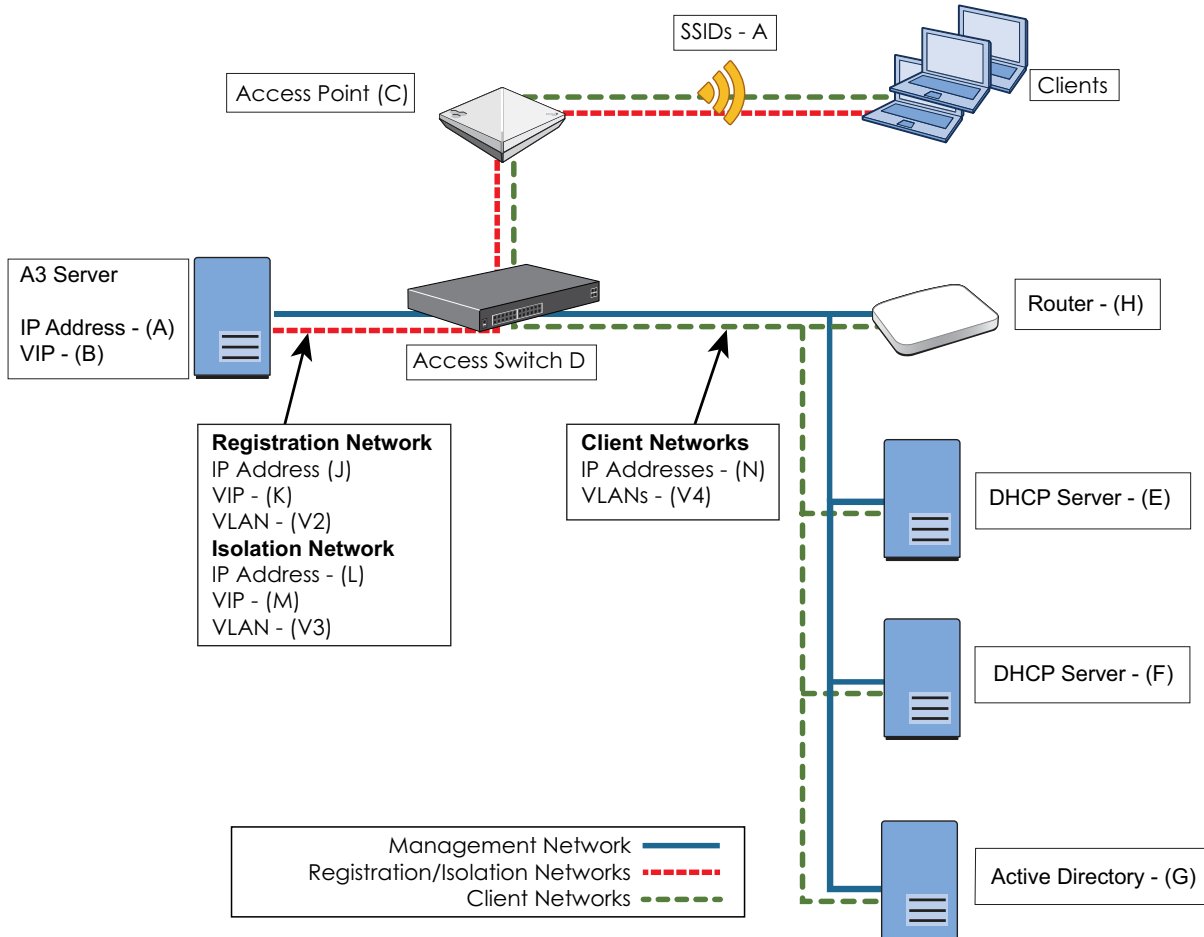 SSIDs - A
Access Point (C)
Clients
A3 Server
IP Address - (A)
VIP - (B)
Router - (H)
Access Switch D
Registration Network
IP Address (J)
VIP - (K)
VLAN - (V2)
Isolation Network
IP Address - (L)
VIP - (M)
VLAN - (V3)
Client Networks
IP Addresses - (N)
VLANs - (V4)
DHCP Server - (E)
DHCP Server - (F)
Active Directory - (G)
Management Network
Registration/Isolation Networks
Client Networks